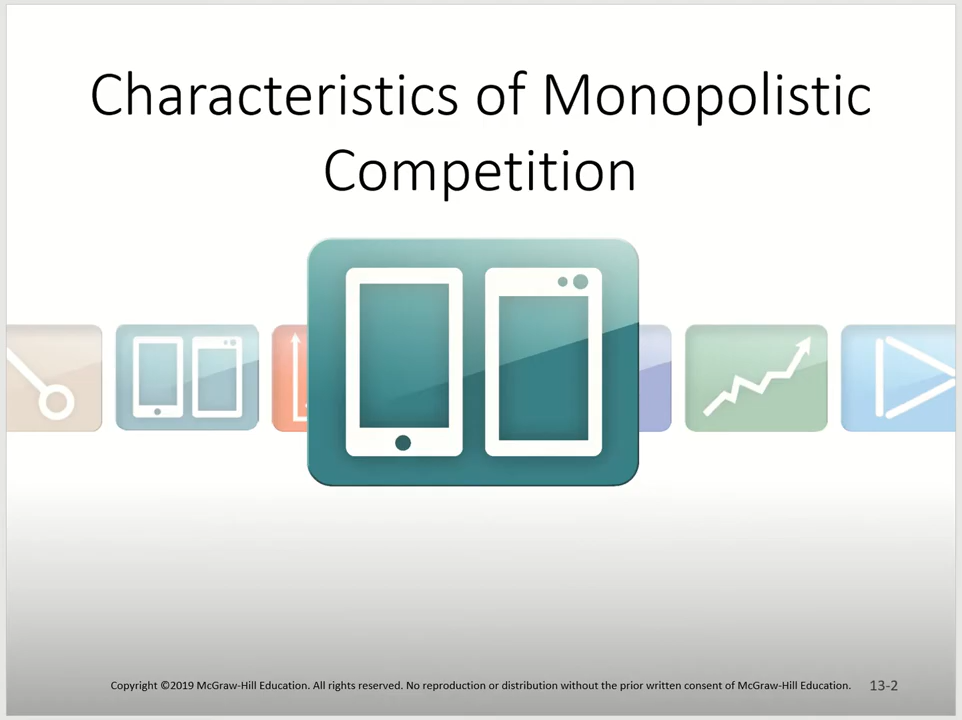 Characteristics of Monopolistic
Competition
Copyright ©2019 McGraw-Hill Education. All rights reserved. No reproduction or distribution without the prior written consent of McGraw-Hill Education. 13-2